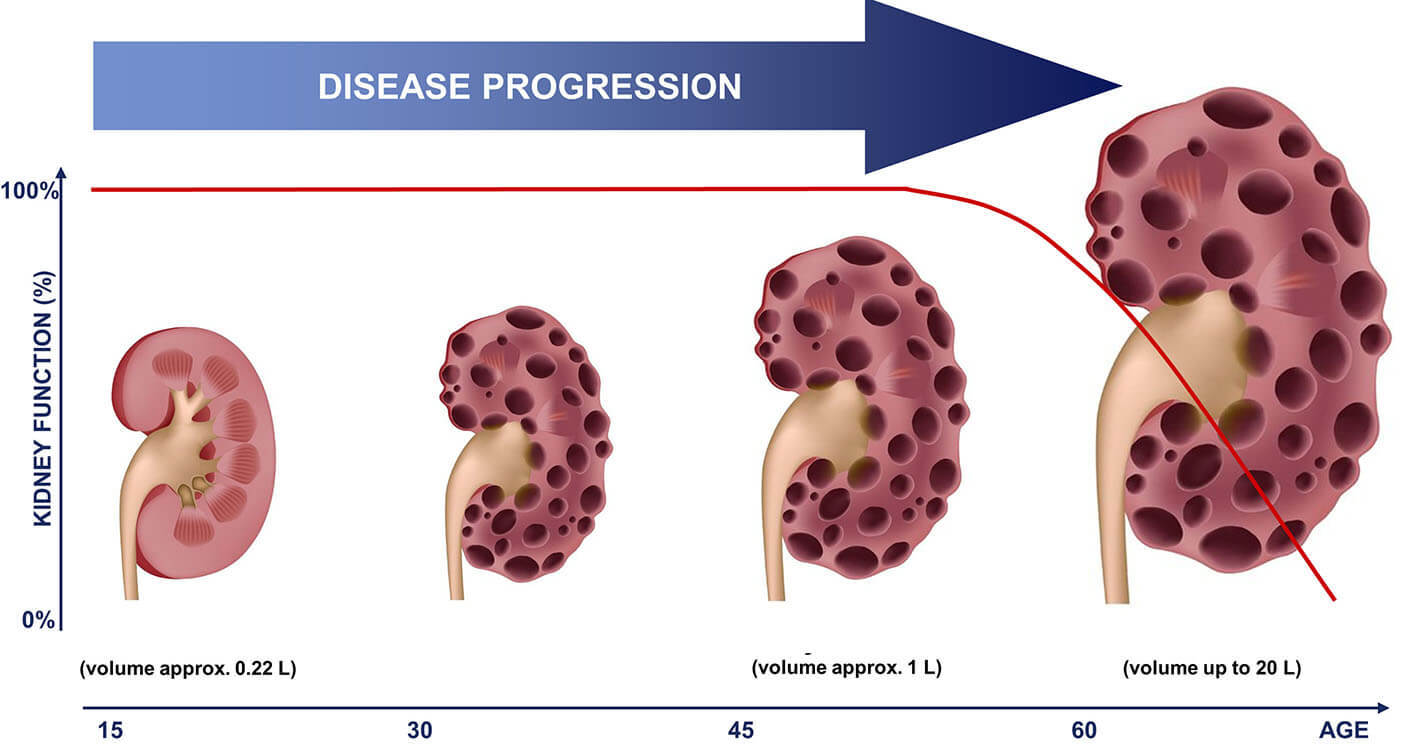 DISEASE PROGRESSION
100%
KIDNEY FUNCTION (%)
0%
(volume approx. 0.22 L)
(volume approx. 1 L)
(volume up to 20 L)
15
30
45
60
AGE